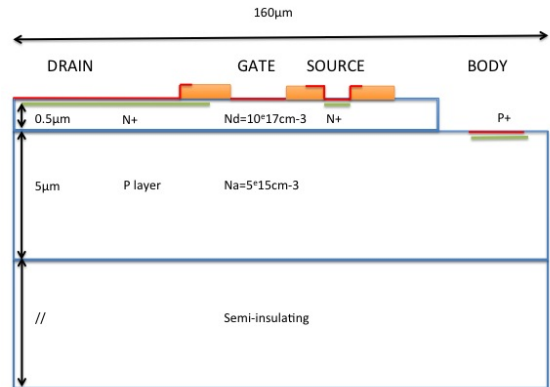 160µm
DRAIN GATE SOURCE BODY
0.5µm N+ Nd=10ᵉ17cm-3 N+ P+
5µm P layer Na=5ᵉ15cm-3
// Semi-insulating